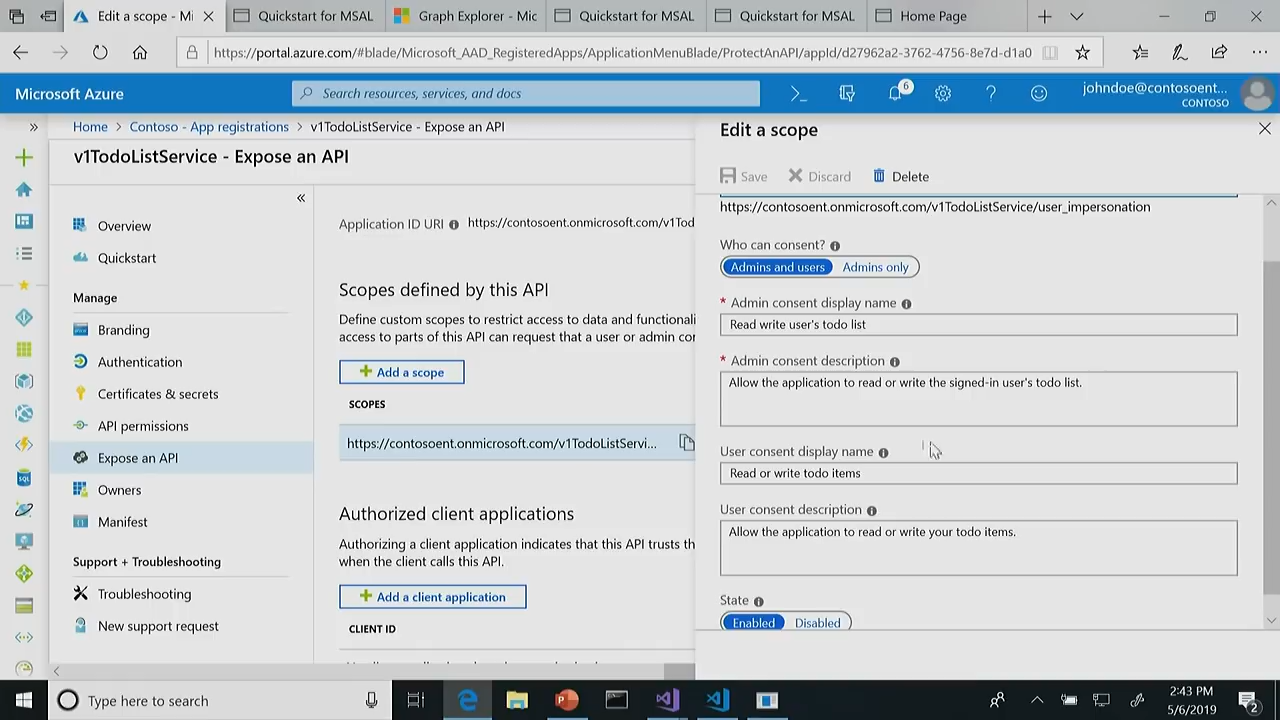 Edit a scope - Mi
Quickstart for MSAL
Graph Explorer - Mic
Quickstart for MSAL
Quickstart for MSAL
Home Page
https://portal.azure.com/#blade/Microsoft_AAD_RegisteredApps/ApplicationMenuBlade/ProtectAnAPI/appId/d27962a2-3762-4756-8e7d-d1a0
Microsoft Azure
Search resources, services, and docs
6
johndoe@contosoent...
CONTOSO
Home > Contoso - App registrations > v1TodoListService - Expose an API
v1TodoListService - Expose an API
Overview
Quickstart
Manage
Branding
Authentication
Certificates & secrets
API permissions
Expose an API
Owners
Manifest
Support + Troubleshooting
Troubleshooting
New support request
Application ID URI
https://contosoent.onmicrosoft.com/v1Tod
Scopes defined by this API
Define custom scopes to restrict access to data and functionali
access to parts of this API can request that a user or admin cor
Add a scope
SCOPES
https://contosoent.onmicrosoft.com/v1TodoListServi...
Authorized client applications
Authorizing a client application indicates that this API trusts th
when the client calls this API.
Add a client application
CLIENT ID
Edit a scope
Save
Discard
Delete
https://contosoent.onmicrosoft.com/v1TodoListService/user_impersonation
Who can consent?
Admins and users
Admins only
* Admin consent display name
Read write user's todo list
* Admin consent description
Allow the application to read or write the signed-in user's todo list.
User consent display name
Read or write todo items
User consent description
Allow the application to read or write your todo items.
State
Enabled
Disabled
Type here to search
2:43 PM
5/6/2019
2